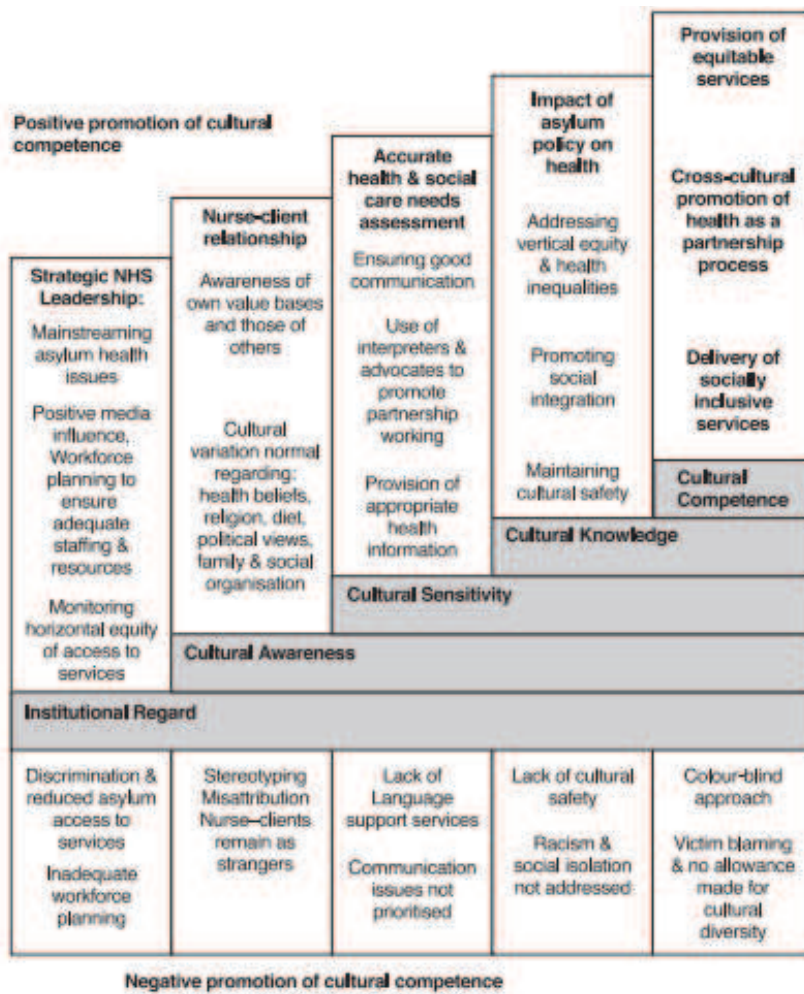 Positive promotion of cultural
competence
Strategic NHS
Leadership:
Mainstreaming
asylum health
issues
Positive media
influence,
Workforce
planning to
ensure
adequate
staffing &
resources
Monitoring
horizontal equity
of access to
services
Nurse-client
relationship
Awareness of
own value bases
and those of
others
Cultural
variation normal
regarding:
health beliefs,
religion, diet,
political views,
family & social
organisation
Accurate
health & social
care needs
assessment
Ensuring good
communication
Use of
interpreters &
advocates to
promote
partnership
working
Provision of
appropriate
health
information
Impact of
asylum
policy on
health
Addressing
vertical equity
& health
inequalities
Promoting
social
integration
Maintaining
cultural safety
Provision of
equitable
services
Cross-cultural
promotion of
health as a
partnership
process
Delivery of
socially
inclusive
services
Cultural
Competence
Cultural Knowledge
Cultural Sensitivity
Cultural Awareness
Institutional Regard
Discrimination &
reduced asylum
access to
services
Inadequate
workforce
planning
Stereotyping
Misattribution
Nurse–clients
remain as
strangers
Lack of
Language
support services
Communication
issues not
prioritised
Lack of cultural
safety
Racism &
social isolation
not addressed
Colour-blind
approach
Victim blaming
& no allowance
made for
cultural
diversity
Negative promotion of cultural competence